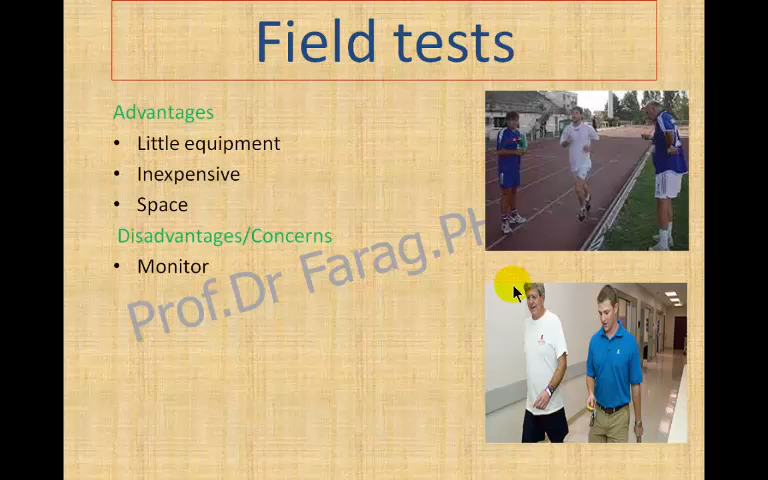 Field tests
Advantages
• Little equipment
• Inexpensive
• Space
Disadvantages/Concerns
• Monitor
Prof.Dr Farag.PH